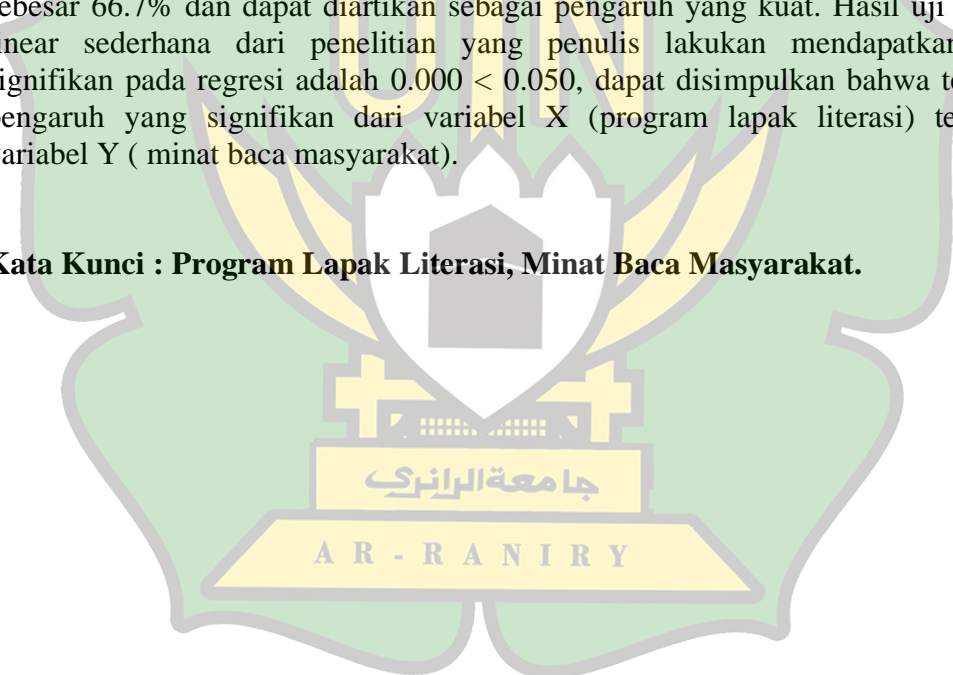 sebesar 66.7% dan dapat diartikan sebagai pengaruh yang kuat. Hasil uji
linear sederhana dari penelitian yang penulis lakukan mendapatkan
signifikan pada regresi adalah 0.000 < 0.050, dapat disimpulkan bahwa
pengaruh yang signifikan dari variabel X (program lapak literasi)
variabel Y ( minat baca masyarakat).
Kata Kunci : Program Lapak Literasi, Minat Baca Masyarakat.
UIN
جامعة الرانري
AR-RANIRY